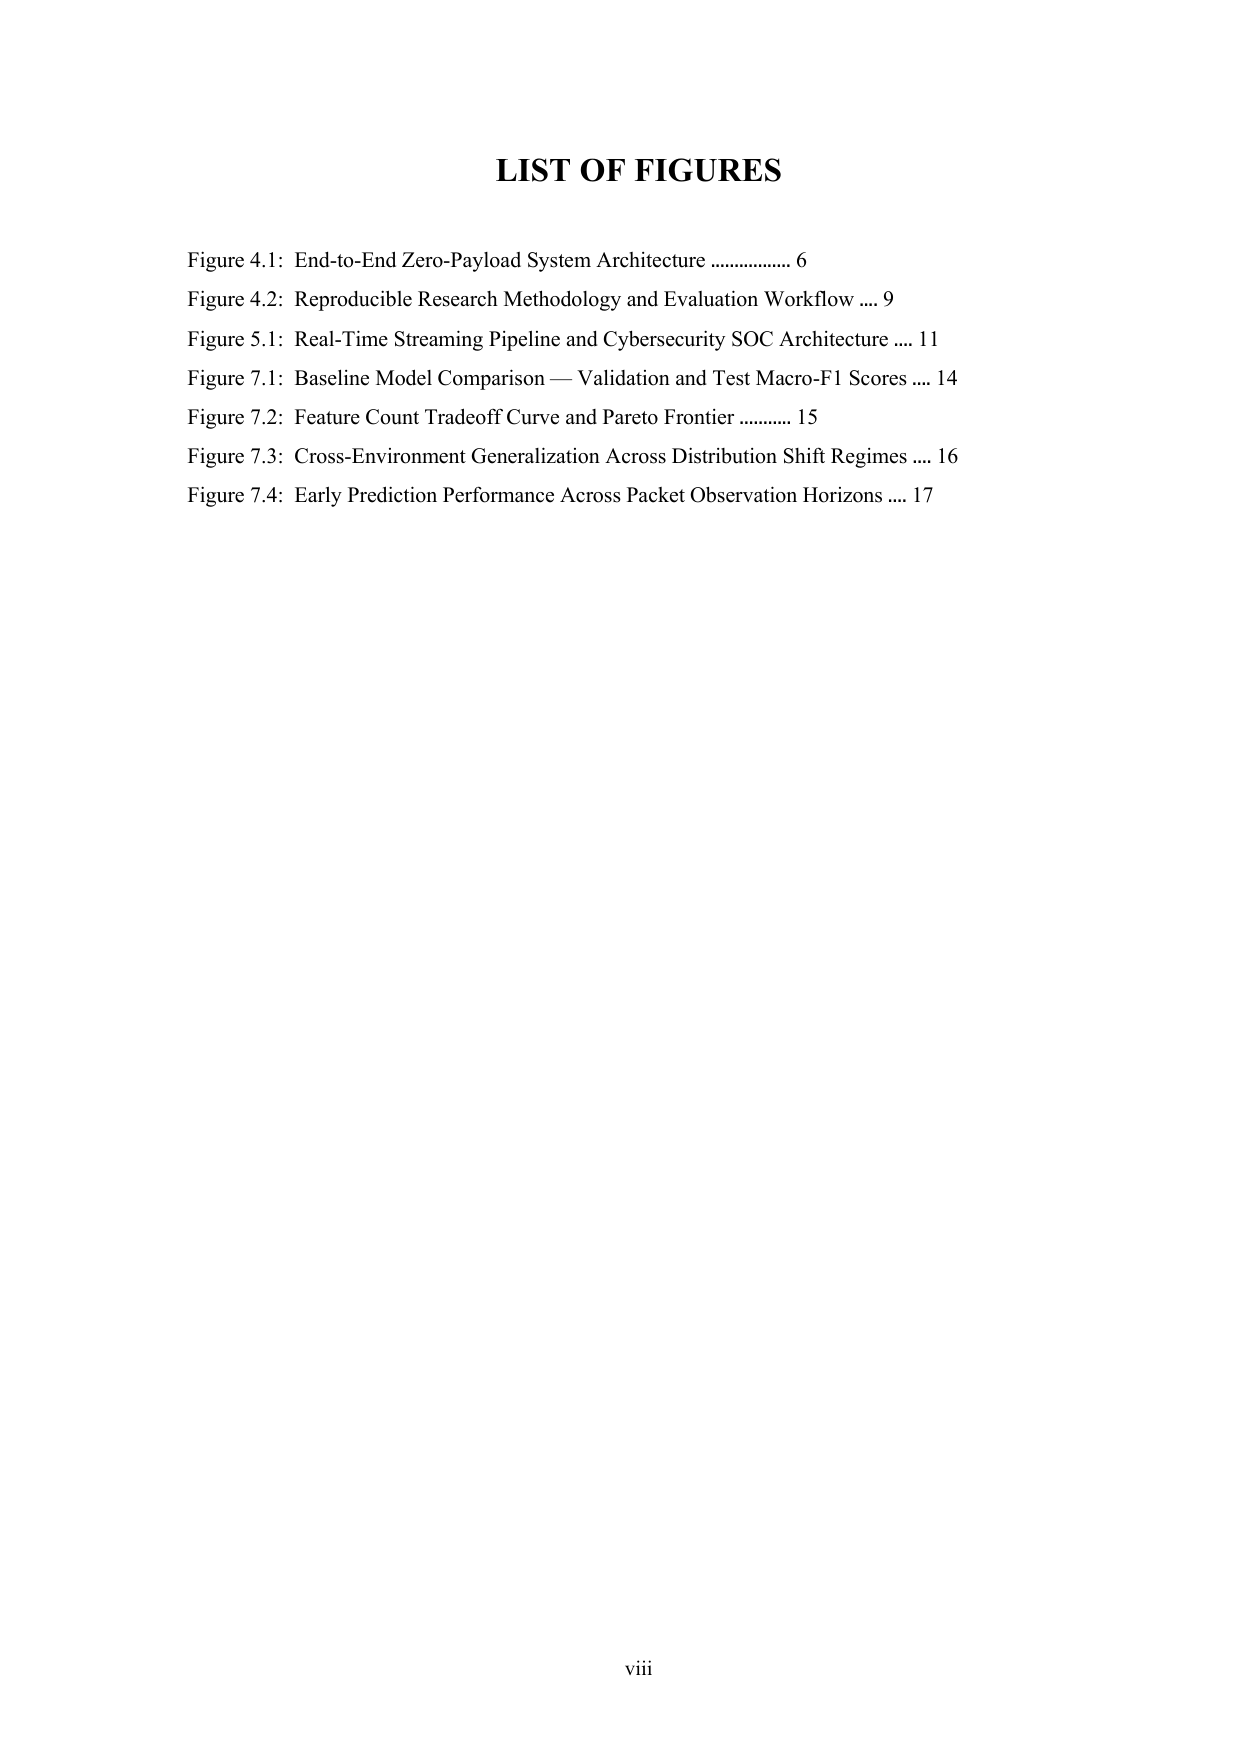 LIST OF FIGURES
Figure 4.1: End-to-End Zero-Payload System Architecture ................. 6
Figure 4.2: Reproducible Research Methodology and Evaluation Workflow .... 9
Figure 5.1: Real-Time Streaming Pipeline and Cybersecurity SOC Architecture .... 11
Figure 7.1: Baseline Model Comparison — Validation and Test Macro-F1 Scores .... 14
Figure 7.2: Feature Count Tradeoff Curve and Pareto Frontier ........... 15
Figure 7.3: Cross-Environment Generalization Across Distribution Shift Regimes .... 16
Figure 7.4: Early Prediction Performance Across Packet Observation Horizons .... 17
viii